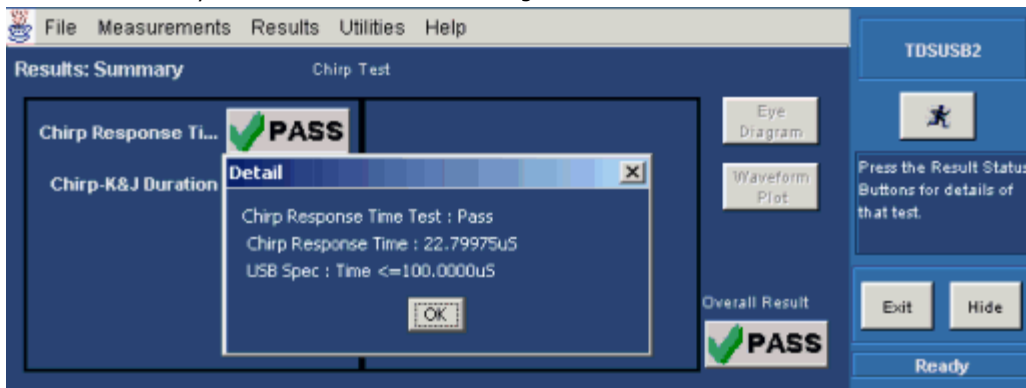 File Measurements Results Utilities Help
Results: Summary Chirp Test
Chirp Response Ti... PASS
Chirp-K&J Duration
Detail
Chirp Response Time Test : Pass
Chirp Response Time : 22.79975uS
USB Spec : Time <=100.0000uS
OK
Eye
Diagram
Waveform
Plot
Overall Result
PASS
TDSUSB2
Press the Result Status
Buttons for details of
that test.
Exit Hide
Ready